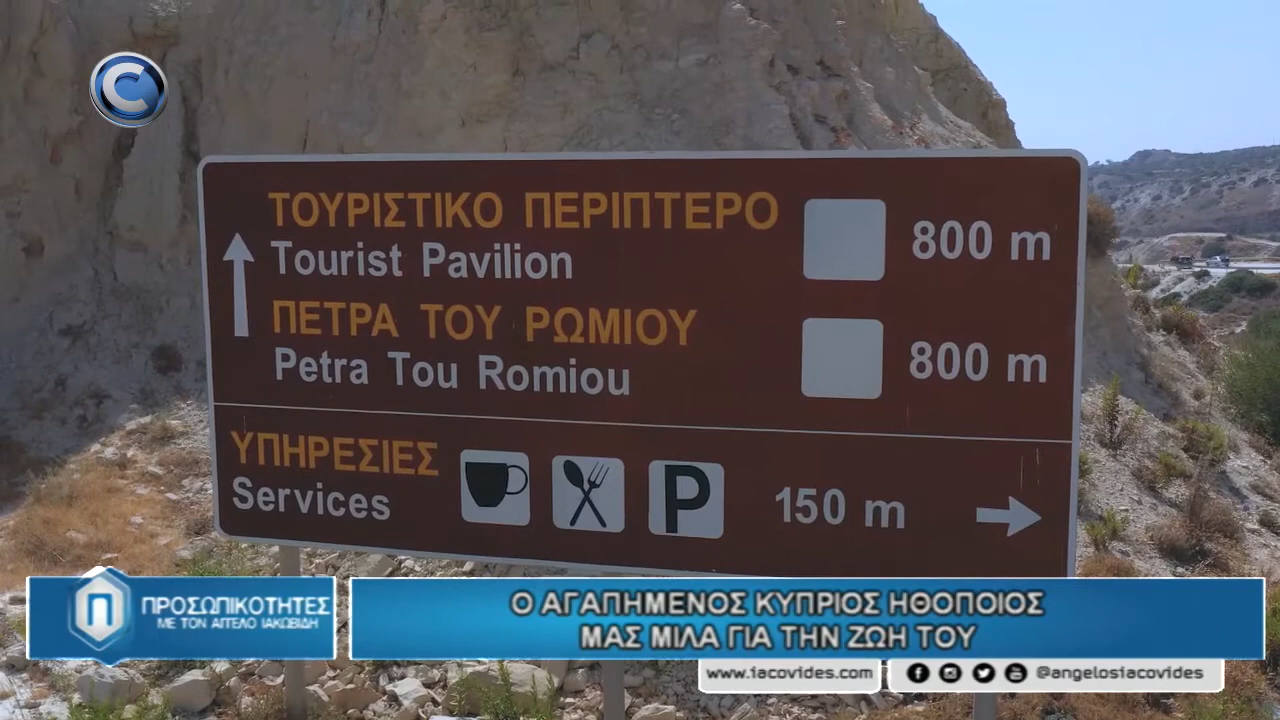 C
ΤΟΥΡΙΣΤΙΚΟ ΠΕΡΙΠΤΕΡΟ
Tourist Pavilion
800 m
ΠΕΤΡΑ ΤΟΥ ΡΩΜΙΟΥ
Petra Tou Romiou
800 m
ΥΠΗΡΕΣΙΕΣ
Services
P
150 m
Π
ΠΡΟΣΩΠΙΚΟΤΗΤΕΣ
ΜΕ ΤΟΝ ΑΓΓΕΛΟ ΙΑΚΩΒΙΔΗ
Ο ΑΓΑΠΗΜΕΝΟΣ ΚΥΠΡΙΟΣ ΗΘΟΠΟΙΟΣ
ΜΑΣ ΜΙΛΑ ΓΙΑ ΤΗΝ ΖΩΗ ΤΟΥ
www.iacovides.com
@angelosiacovides